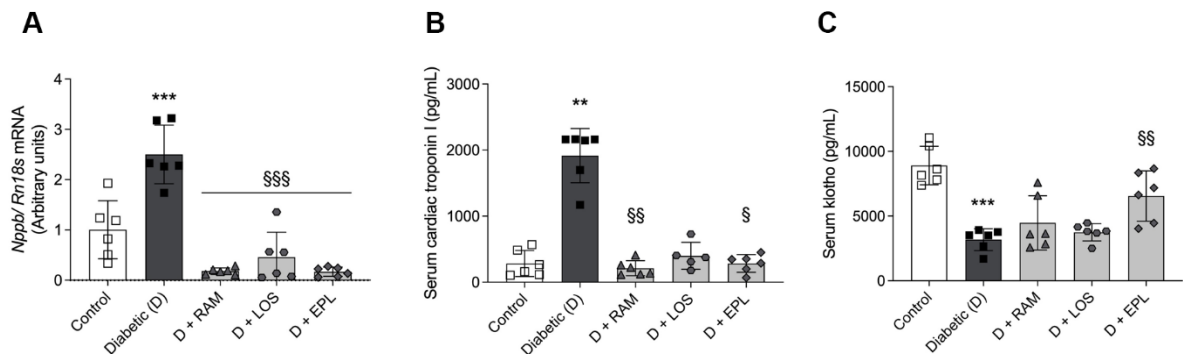 A
Nppb/ Rn18s mRNA
(Arbitrary units)
4
3
2
1
0
***
§§§
Control
Diabetic (D)
D + RAM
D + LOS
D + EPL
B
Serum cardiac troponin I (pg/mL)
3000
2000
1000
0
**
§§
§
Control
Diabetic (D)
D + RAM
D + LOS
D + EPL
C
Serum klotho (pg/mL)
15000
10000
5000
0
***
§§
Control
Diabetic (D)
D + RAM
D + LOS
D + EPL